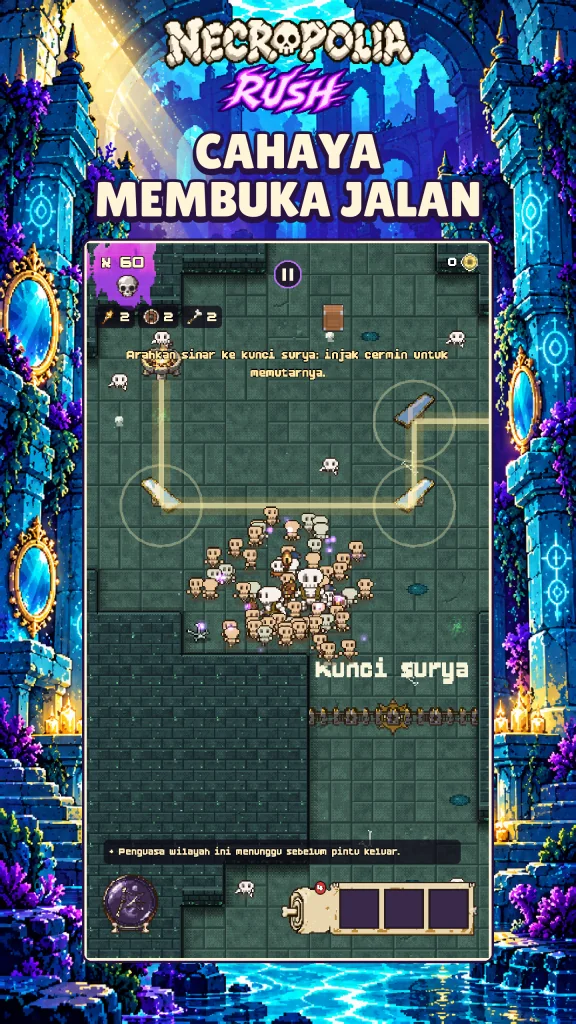 NECROPOLIA
RUSH
CAHAYA
MEMBUKA JALAN
x 60
0
2 2 2
Arahkan sinar ke kunci surya: injak cermin untuk
memutarnya.
kunci surya
• Penguasa wilayah ini menunggu sebelum pintu keluar.